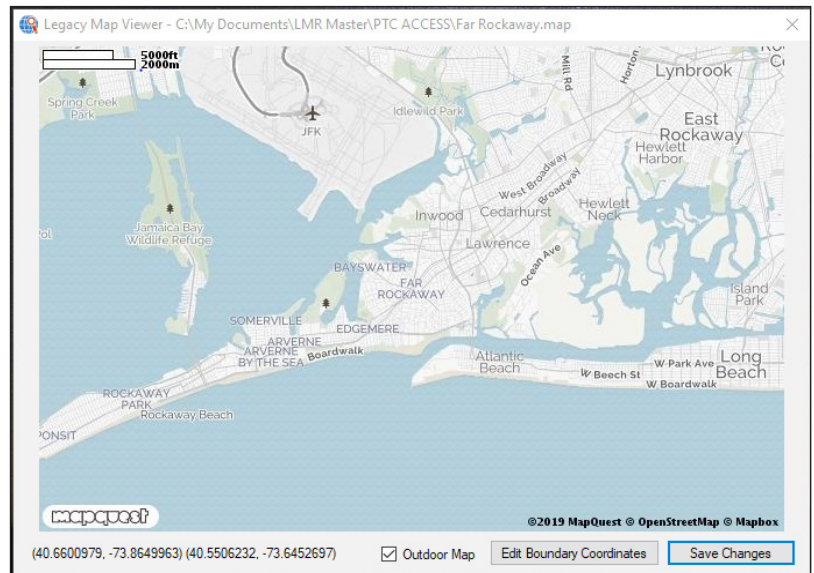 Legacy Map Viewer - C:\My Documents\LMR Master\PTC ACCESS\Far Rockaway.map
5000ft
2000m
Spring Creek
Park
JFK
Idlewild Park
Mill Rd
Horton
Lynbrook
East
Rockaway
Hewlett
Harbor
West Broadway
Broadway
Hewlett
Neck
Inwood
Cedarhurst
Lawrence
Ocean Ave
Jamaica Bay
Wildlife Refuge
BAYSWATER
FAR
ROCKAWAY
Island
Park
SOMERVILLE
EDGEMERE
ARVERNE
ARVERNE
BY THE SEA
Boardwalk
Atlantic
Beach
W Beech St
W Park Ave
Long
Beach
W Boardwalk
ROCKAWAY
PARK
Rockaway Beach
PONSIT
mapquest
©2019 MapQuest © OpenStreetMap © Mapbox
(40.6600979, -73.8649963) (40.5506232, -73.6452697)
Outdoor Map
Edit Boundary Coordinates
Save Changes